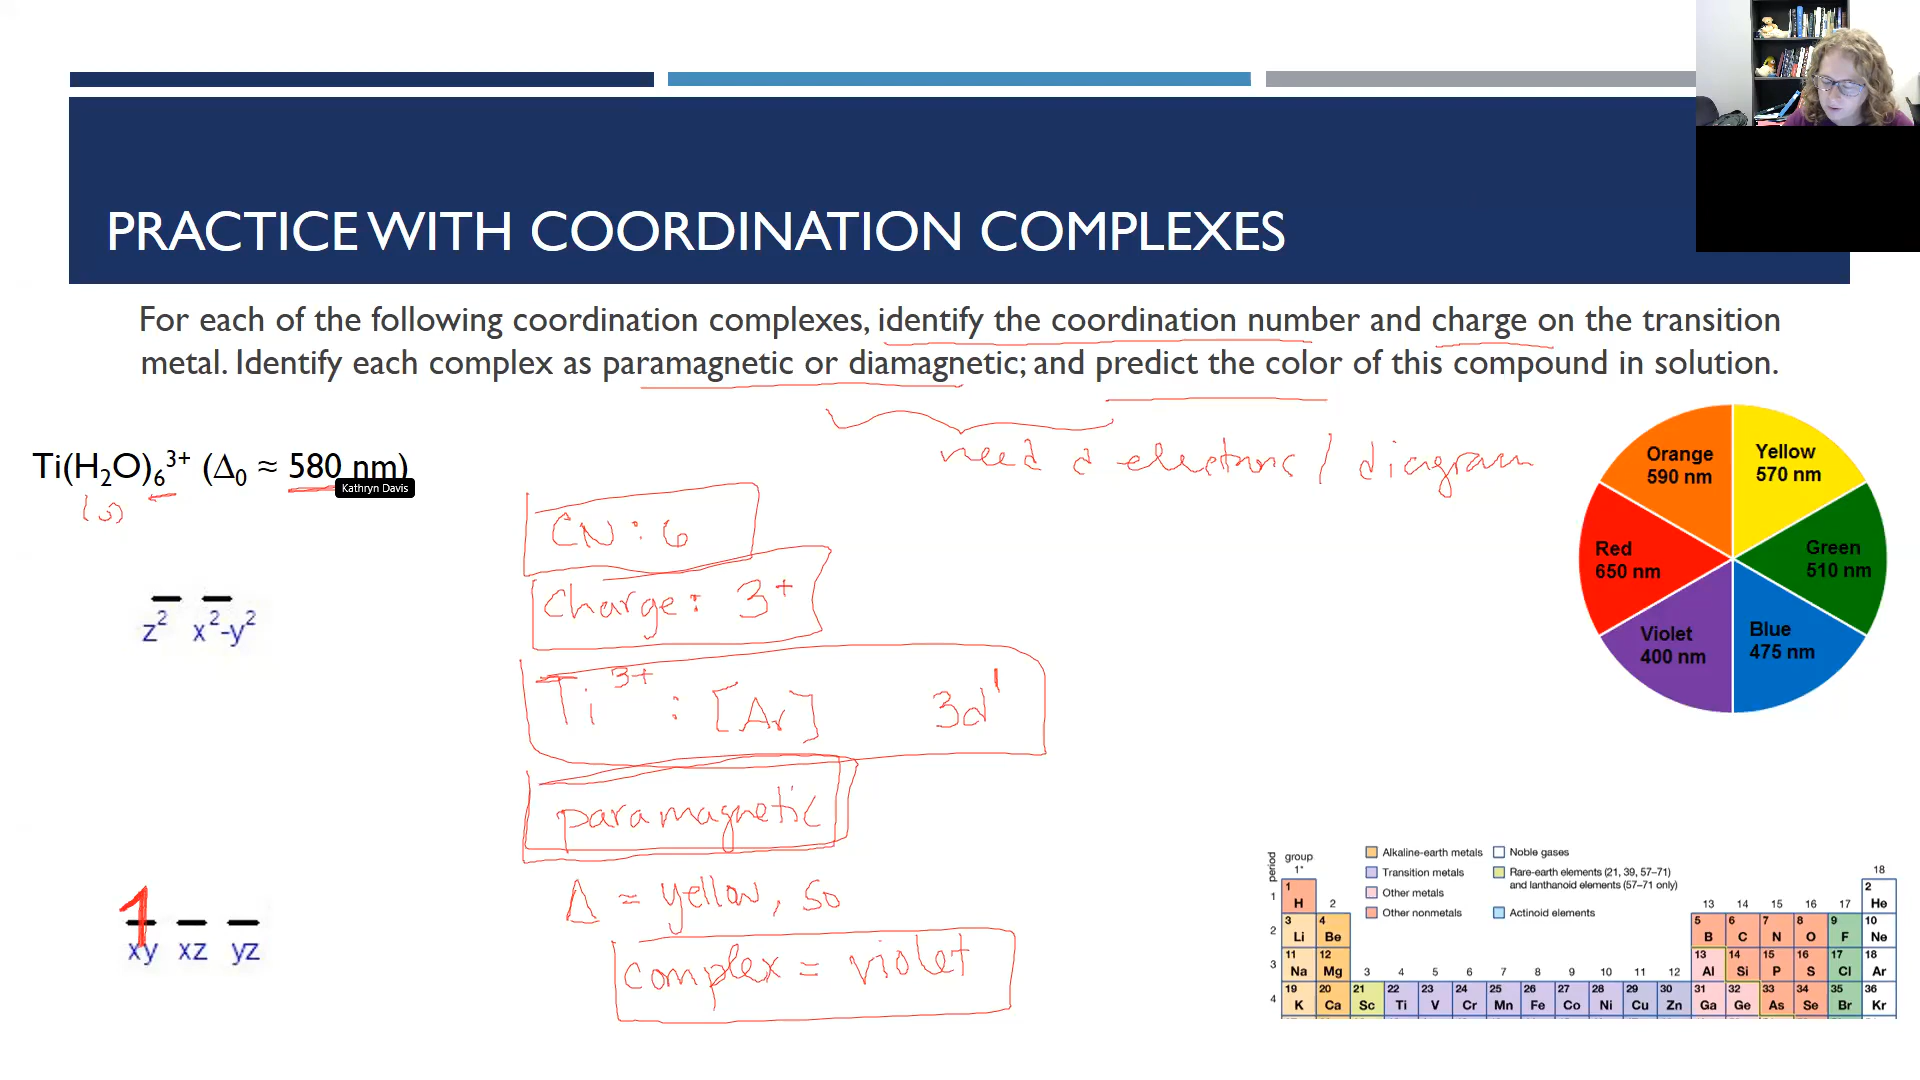 PRACTICE WITH COORDINATION COMPLEXES
For each of the following coordination complexes, identify the coordination number and charge on the transition
metal. Identify each complex as paramagnetic or diamagnetic; and predict the color of this compound in solution.
need d electrons / diagram
Ti(H₂O)₆³⁺ (Δ₀ ≈ 580 nm)
Kathryn Davis
(0)
CN: 6
Charge: 3+
Ti³⁺ : [Ar] 3d¹
paramagnetic
Δ ≈ yellow, so
complex = violet
z² x²-y²
1
xy xz yz
Orange
590 nm
Yellow
570 nm
Red
650 nm
Green
510 nm
Violet
400 nm
Blue
475 nm
period
group
1*
Alkaline-earth metals
Noble gases
Transition metals
Rare-earth elements (21, 39, 57–71)
and lanthanoid elements (57–71 only)
Other metals
Other nonmetals
Actinoid elements
18
1 2
1 H He
2 13 14 15 16 17
3 4 5 6 7 8 9 10
2 Li Be B C N O F Ne
11 12 13 14 15 16 17 18
3 Na Mg 3 4 5 6 7 8 9 10 11 12 Al Si P S Cl Ar
19 20 21 22 23 24 25 26 27 28 29 30 31 32 33 34 35 36
4 K Ca Sc Ti V Cr Mn Fe Co Ni Cu Zn Ga Ge As Se Br Kr